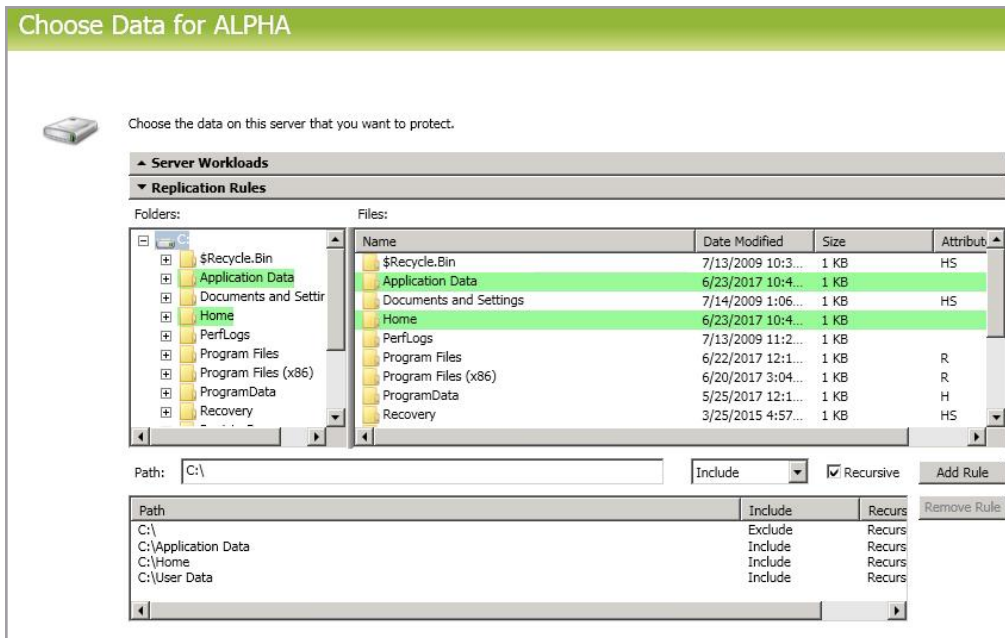 Choose Data for ALPHA
Choose the data on this server that you want to protect.
Server Workloads
Replication Rules
Folders: Files:
C: Name Date Modified Size Attribut
$Recycle.Bin $Recycle.Bin 7/13/2009 10:3... 1 KB HS
Application Data Application Data 6/23/2017 10:4... 1 KB
Documents and Settir Documents and Settings 7/14/2009 1:06... 1 KB HS
Home Home 6/23/2017 10:4... 1 KB
PerfLogs PerfLogs 7/13/2009 11:2... 1 KB
Program Files Program Files 6/22/2017 12:1... 1 KB R
Program Files (x86) Program Files (x86) 6/20/2017 3:04... 1 KB R
ProgramData ProgramData 5/25/2017 12:1... 1 KB H
Recovery Recovery 3/25/2015 4:57... 1 KB HS
Path: C:\ Include Recursive Add Rule
Path Include Recurs Remove Rule
C:\ Exclude Recurs
C:\Application Data Include Recurs
C:\Home Include Recurs
C:\User Data Include Recurs